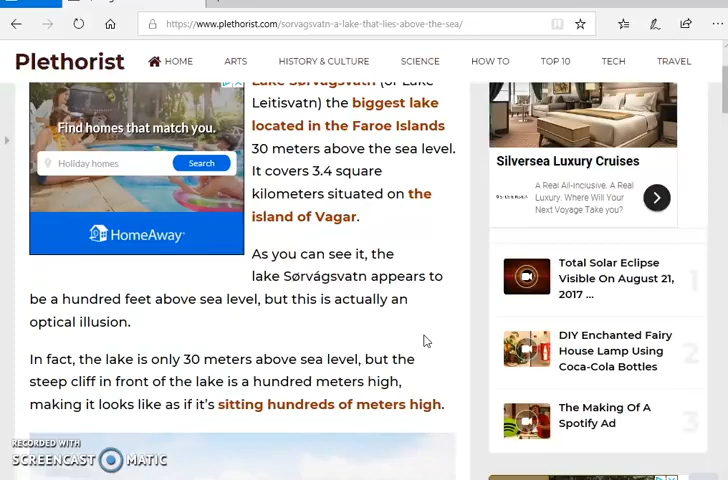 https://www.plethorist.com/sorvagsvatn-a-lake-that-lies-above-the-sea/
Plethorist
HOME
ARTS
HISTORY & CULTURE
SCIENCE
HOW TO
TOP 10
TECH
TRAVEL
Find homes that match you.
Holiday homes
Search
HomeAway
Lake Sørvágsvatn (or Lake
Leitisvatn) the biggest lake
located in the Faroe Islands
30 meters above the sea level.
It covers 3.4 square
kilometers situated on the
island of Vagar.
As you can see it, the
lake Sørvágsvatn appears to
be a hundred feet above sea level, but this is actually an
optical illusion.
In fact, the lake is only 30 meters above sea level, but the
steep cliff in front of the lake is a hundred meters high,
making it looks like as if it's sitting hundreds of meters high.
Silversea Luxury Cruises
A Real All-inclusive. A Real
Luxury. Where Will Your
Next Voyage Take you?
Total Solar Eclipse
Visible On August 21,
2017 ...
1
DIY Enchanted Fairy
House Lamp Using
Coca-Cola Bottles
2
The Making Of A
Spotify Ad
3
RECORDED WITH
SCREENCAST MATIC